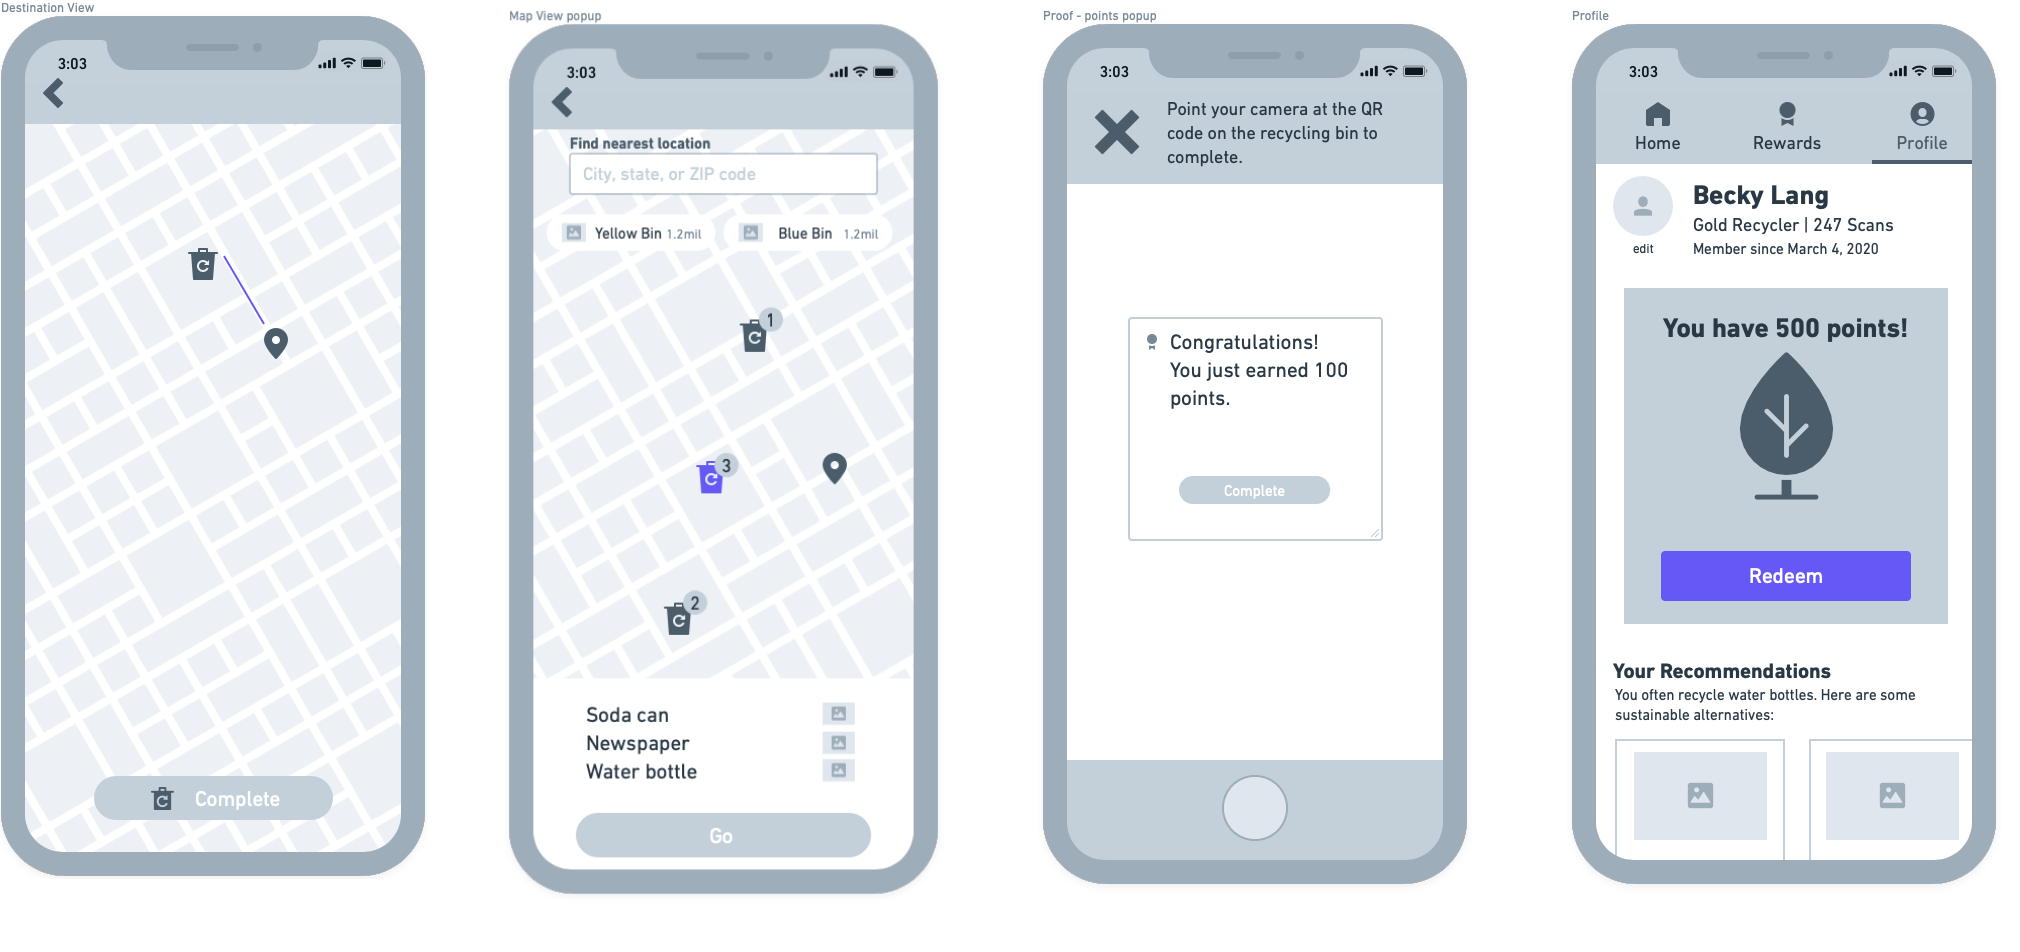 Destination View
3:03
Complete
Map View popup
3:03
Find nearest location
City, state, or ZIP code
Yellow Bin 1.2mil
Blue Bin 1.2mil
1
3
2
Soda can
Newspaper
Water bottle
Go
Proof - points popup
3:03
Point your camera at the QR
code on the recycling bin to
complete.
Congratulations!
You just earned 100
points.
Complete
Profile
3:03
Home
Rewards
Profile
Becky Lang
Gold Recycler | 247 Scans
edit
Member since March 4, 2020
You have 500 points!
Redeem
Your Recommendations
You often recycle water bottles. Here are some
sustainable alternatives: